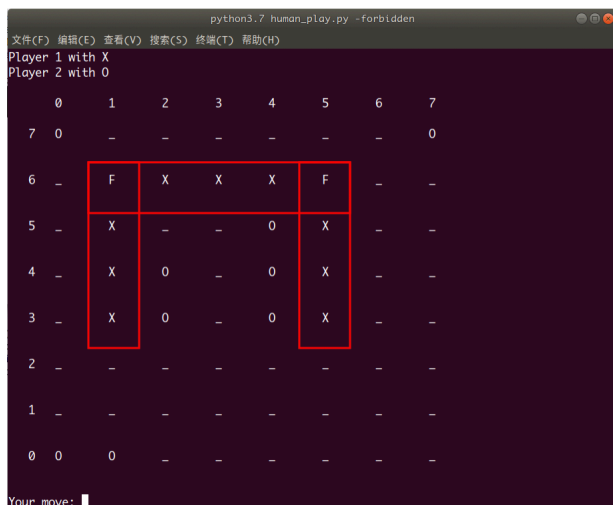 python3.7 human_play.py -forbidden
文件(F) 编辑(E) 查看(V) 搜索(S) 终端(T) 帮助(H)
Player 1 with X
Player 2 with O
0 1 2 3 4 5 6 7
7 O _ _ _ _ _ _ O
6 _ F X X X F _ _
5 _ X _ _ O X _ _
4 _ X O _ O X _ _
3 _ X O _ O X _ _
2 _ _ _ _ _ _ _ _
1 _ _ _ _ _ _ _ _
0 O O _ _ _ _ _ _
Your move: